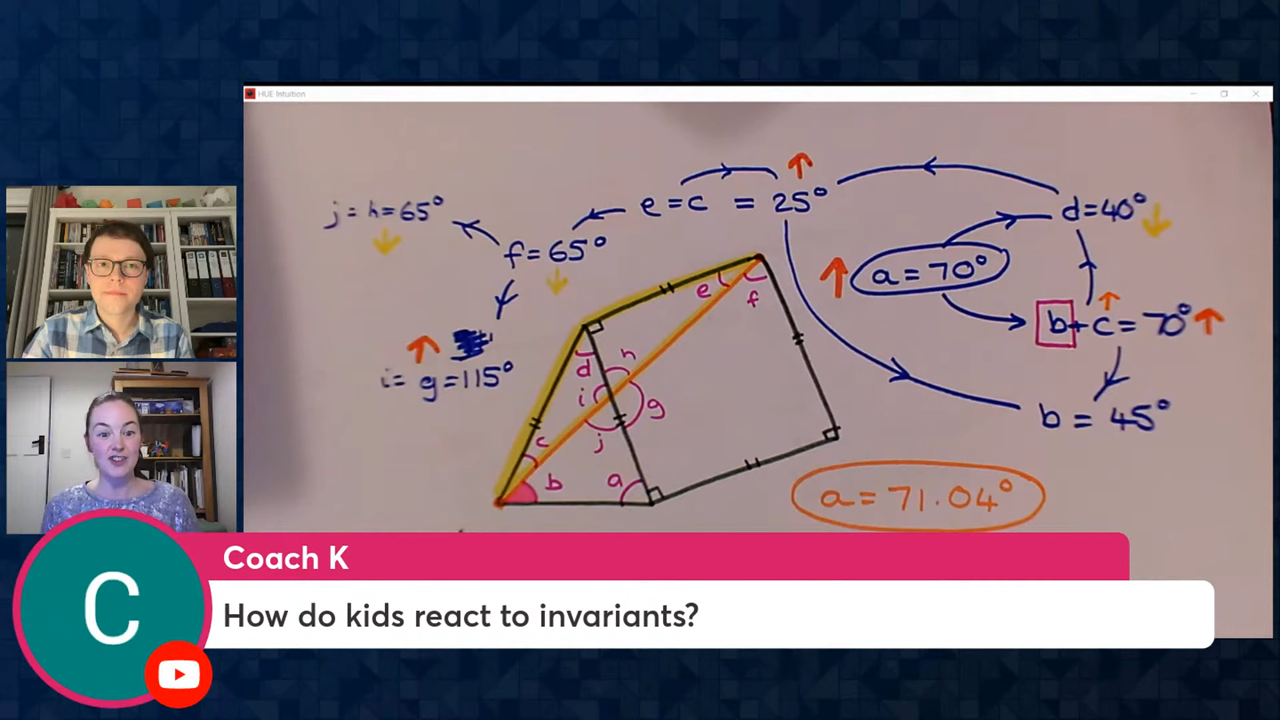 HUE Intuition
j = h = 65°
f = 65°
e = c = 25°
d = 40°
a = 70°
b + c = 70°
b = 45°
i = g = 115°
a = 71.04°
e
f
d
h
i
g
j
c
b
a
Coach K
C
How do kids react to invariants?